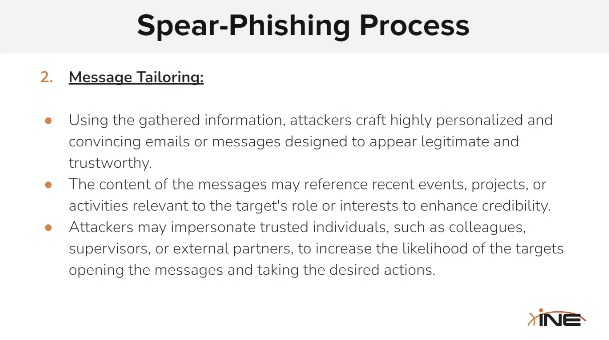 Spear-Phishing Process
2. Message Tailoring:
● Using the gathered information, attackers craft highly personalized and
convincing emails or messages designed to appear legitimate and
trustworthy.
● The content of the messages may reference recent events, projects, or
activities relevant to the target's role or interests to enhance credibility.
● Attackers may impersonate trusted individuals, such as colleagues,
supervisors, or external partners, to increase the likelihood of the targets
opening the messages and taking the desired actions.
INE